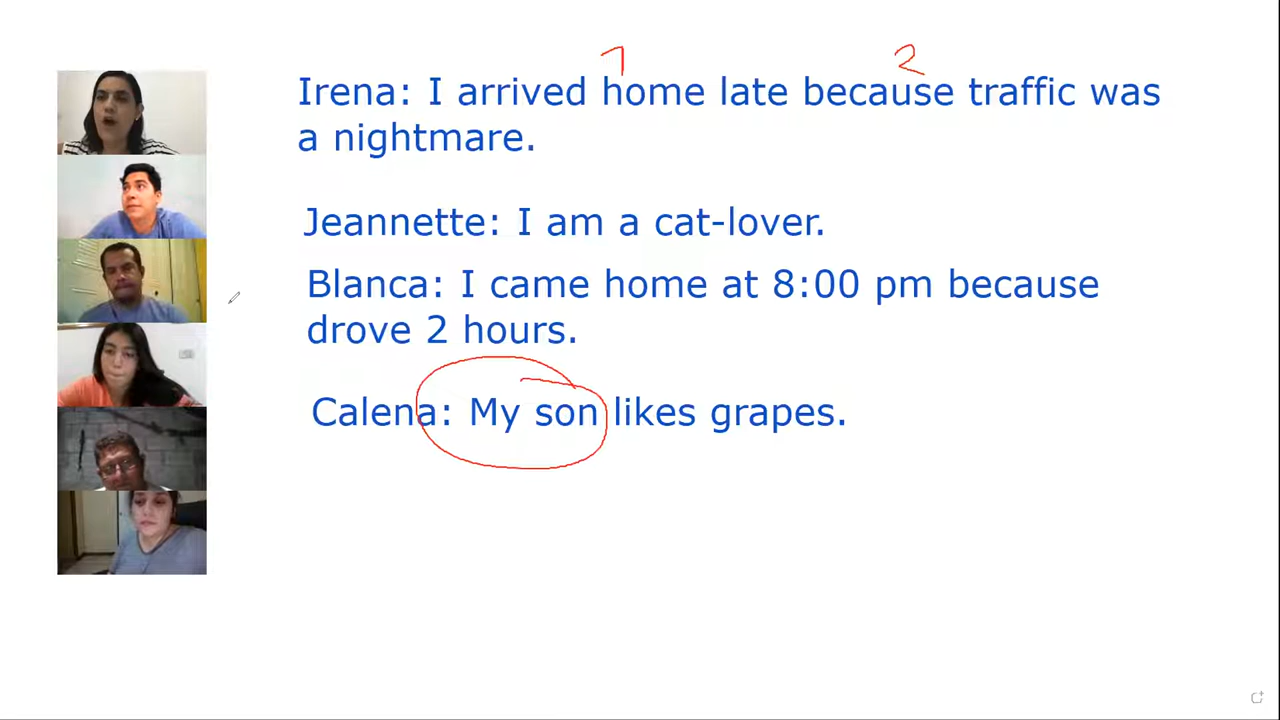 1 2
Irena: I arrived home late because traffic was
a nightmare.
Jeannette: I am a cat-lover.
Blanca: I came home at 8:00 pm because
drove 2 hours.
Calena: My son likes grapes.